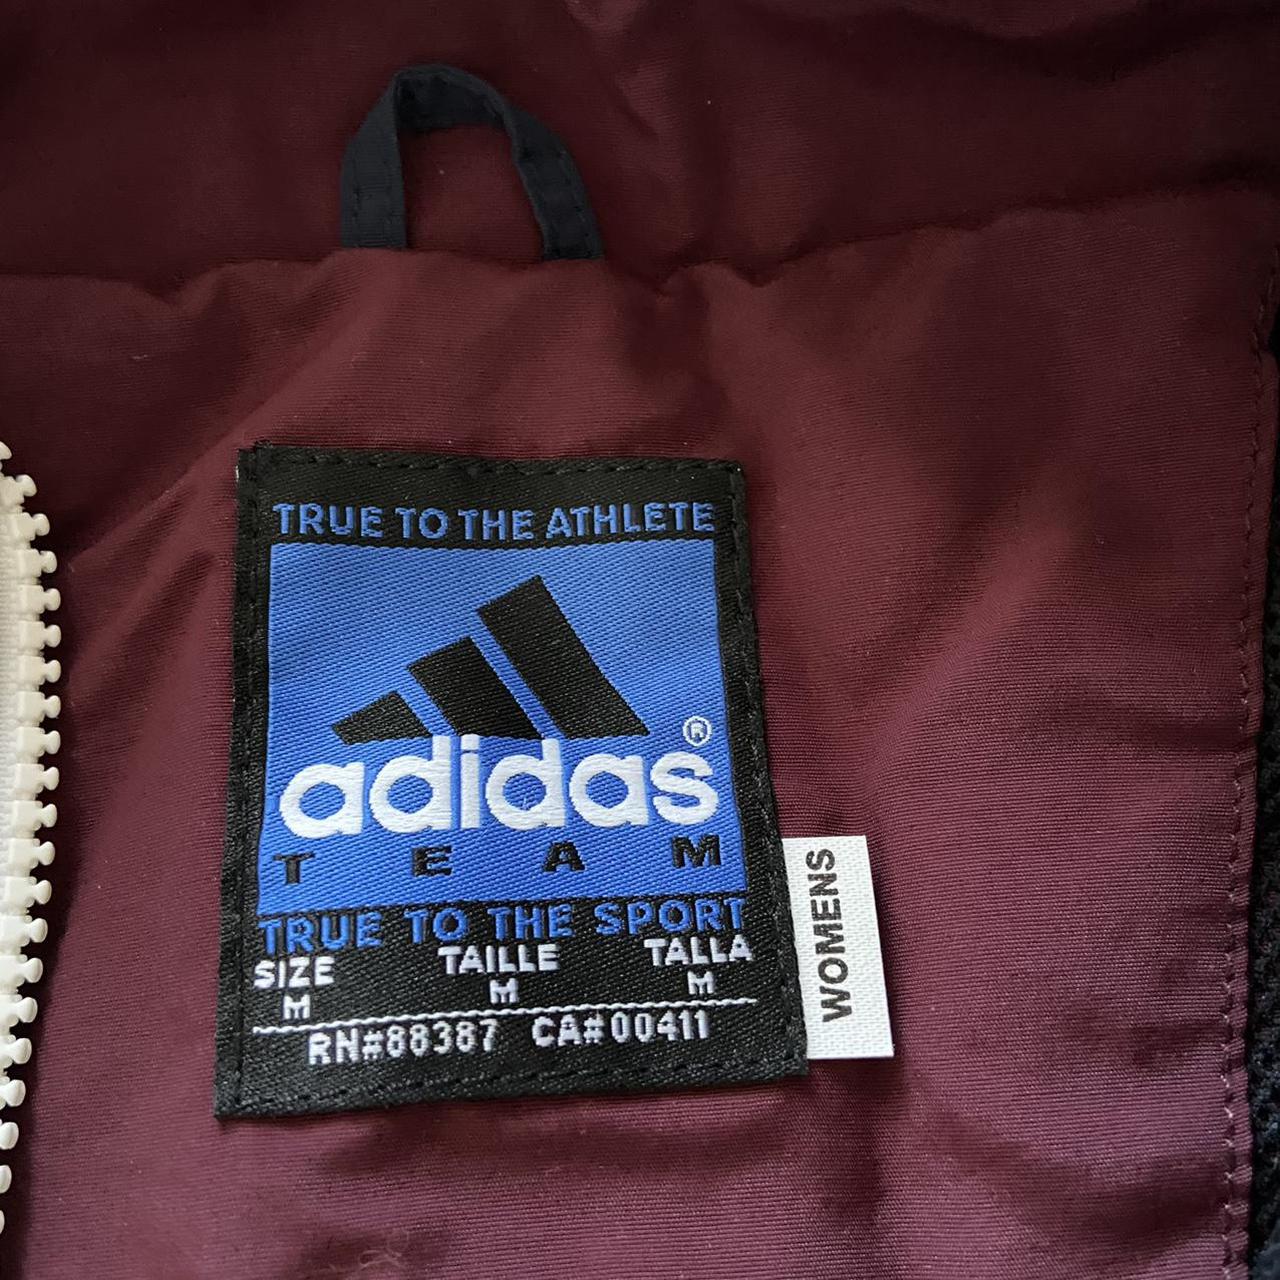 TRUE TO THE ATHLETE
adidas®
TEAM
TRUE TO THE SPORT
SIZE TAILLE TALLA
M M M
RN#88387 CA#00411
WOMENS